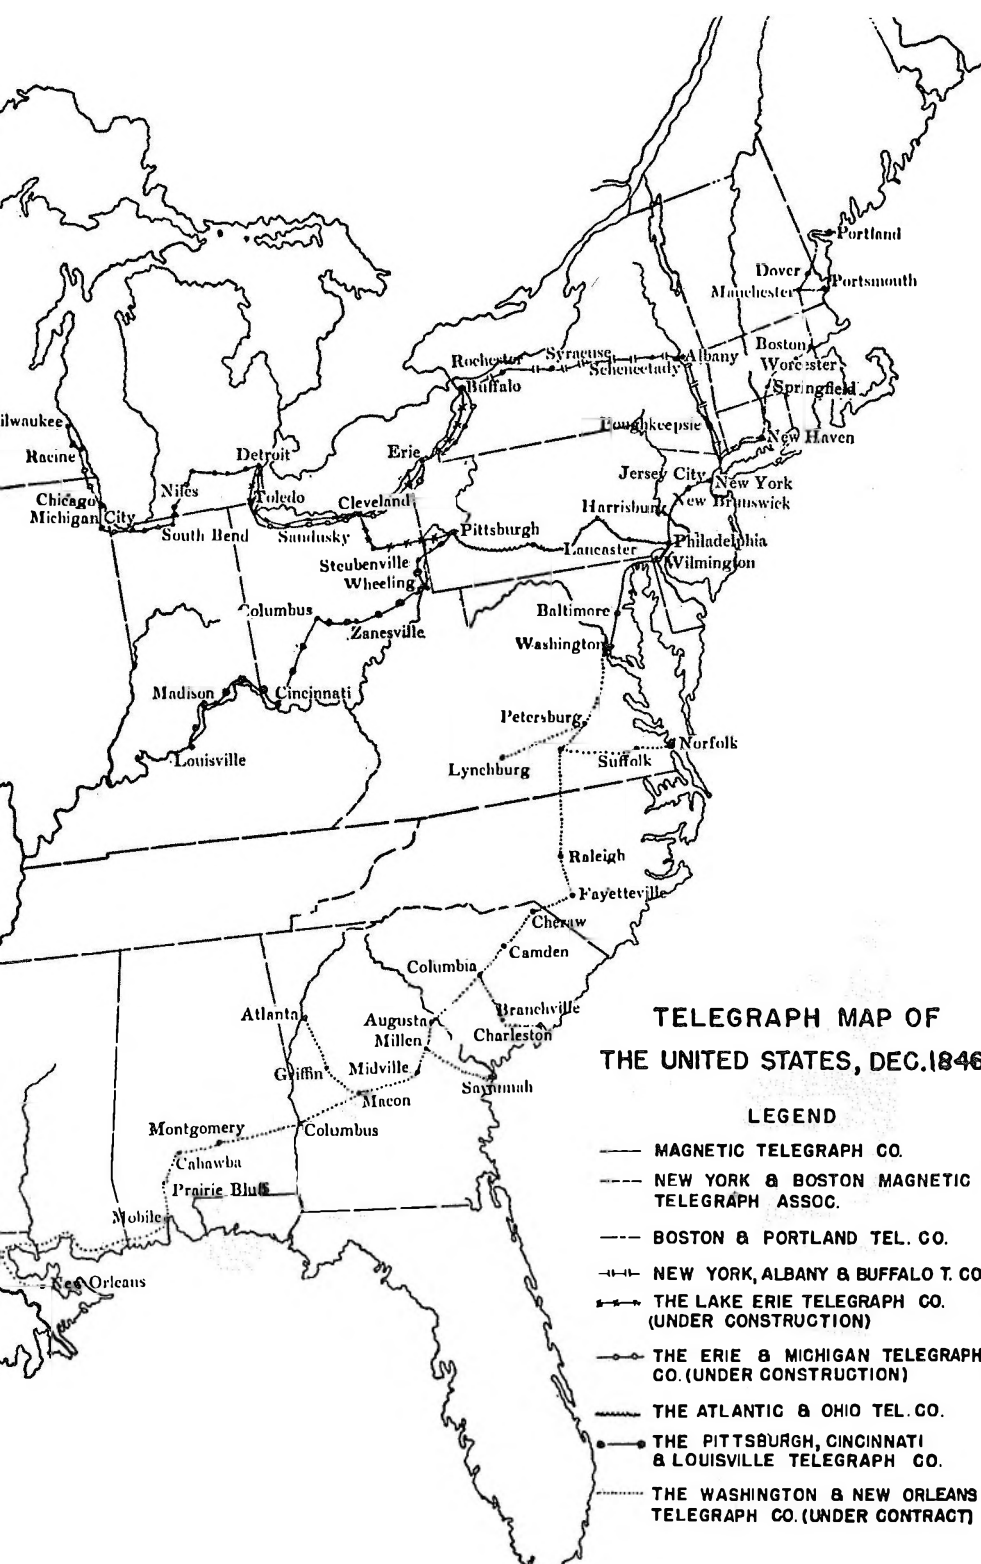 Portland
Dover
Portsmouth
Manchester
Boston
Rochester
Syracuse
Albany
Schenectady
Worcester
Buffalo
Springfield
ilwaukee
Poughkeepsie
New Haven
Racine
Detroit
Erie
Jersey City
New York
Niles
Toledo
Cleveland
Chicago
Harrisburg
New Brunswick
Michigan City
South Bend
Sandusky
Pittsburgh
Philadelphia
Lancaster
Steubenville
Wilmington
Wheeling
Columbus
Baltimore
Zanesville
Washington
Madison
Cincinnati
Petersburg
Norfolk
Louisville
Suffolk
Lynchburg
Raleigh
Fayetteville
Cheraw
Camden
Columbia
Branchville
Atlanta
Augusta
Charleston
Millen
Griffin
Midville
Savannah
Macon
Montgomery
Columbus
Cahawba
Prairie Bluff
Mobile
New Orleans
TELEGRAPH MAP OF
THE UNITED STATES, DEC. 1846
LEGEND
MAGNETIC TELEGRAPH CO.
NEW YORK & BOSTON MAGNETIC
TELEGRAPH ASSOC.
BOSTON & PORTLAND TEL. CO.
NEW YORK, ALBANY & BUFFALO T. CO
THE LAKE ERIE TELEGRAPH CO.
(UNDER CONSTRUCTION)
THE ERIE & MICHIGAN TELEGRAPH
CO. (UNDER CONSTRUCTION)
THE ATLANTIC & OHIO TEL. CO.
THE PITTSBURGH, CINCINNATI
& LOUISVILLE TELEGRAPH CO.
THE WASHINGTON & NEW ORLEANS
TELEGRAPH CO. (UNDER CONTRACT)